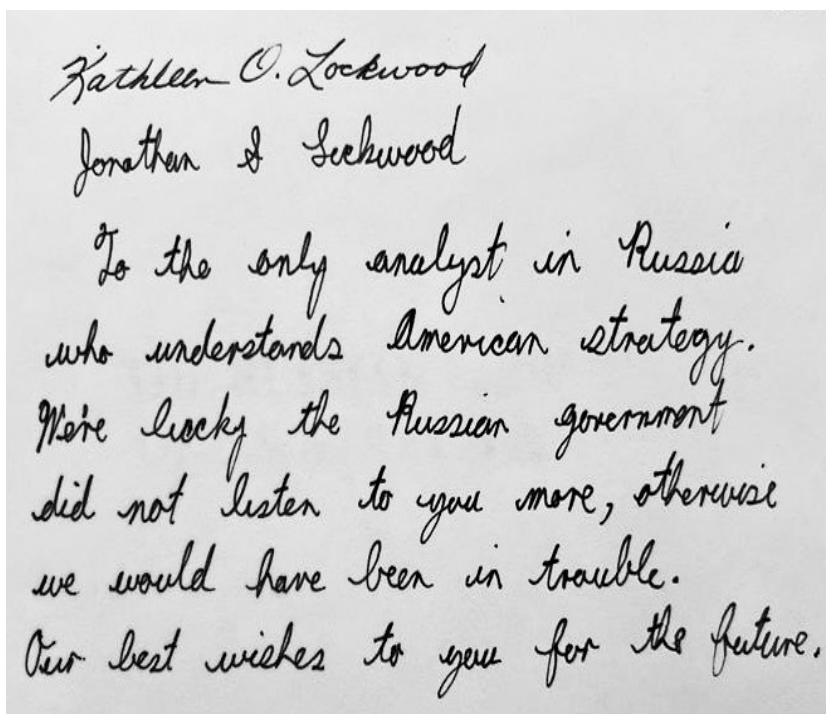 Kathleen O. Lockwood
Jonathan S Lockwood
To the only analyst in Russia
who understands American strategy.
We're lucky the Russian government
did not listen to you more, otherwise
we would have been in trouble.
Our best wishes to you for the future.